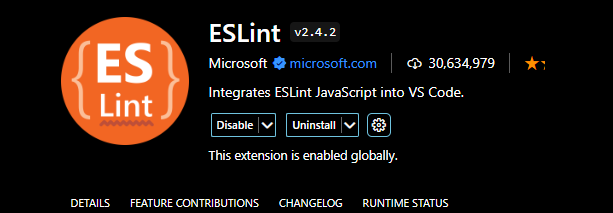 ES
Lint
ESLint v2.4.2
Microsoft microsoft.com 30,634,979
Integrates ESLint JavaScript into VS Code.
Disable Uninstall
This extension is enabled globally.
DETAILS FEATURE CONTRIBUTIONS CHANGELOG RUNTIME STATUS